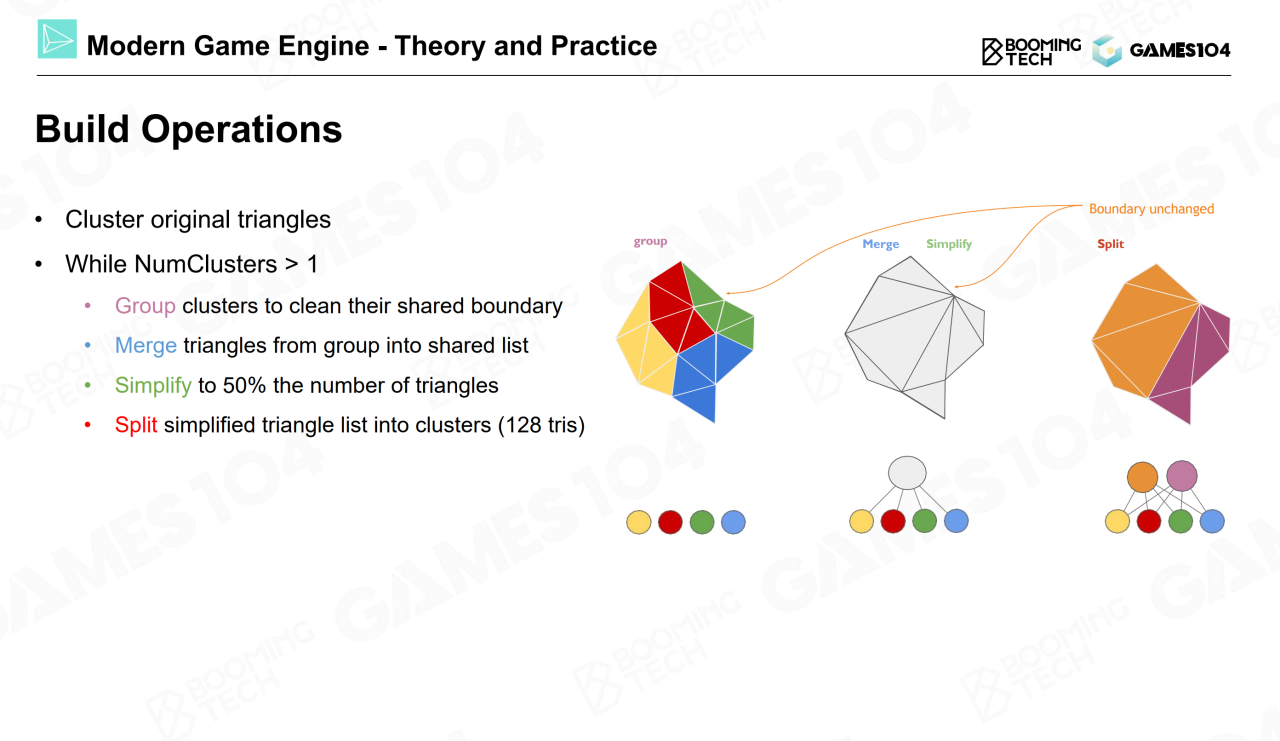 Modern Game Engine - Theory and Practice
BOOMING
TECH
GAMES104
Build Operations
• Cluster original triangles
• While NumClusters > 1
• Group clusters to clean their shared boundary
• Merge triangles from group into shared list
• Simplify to 50% the number of triangles
• Split simplified triangle list into clusters (128 tris)
Boundary unchanged
group
Merge Simplify
Split